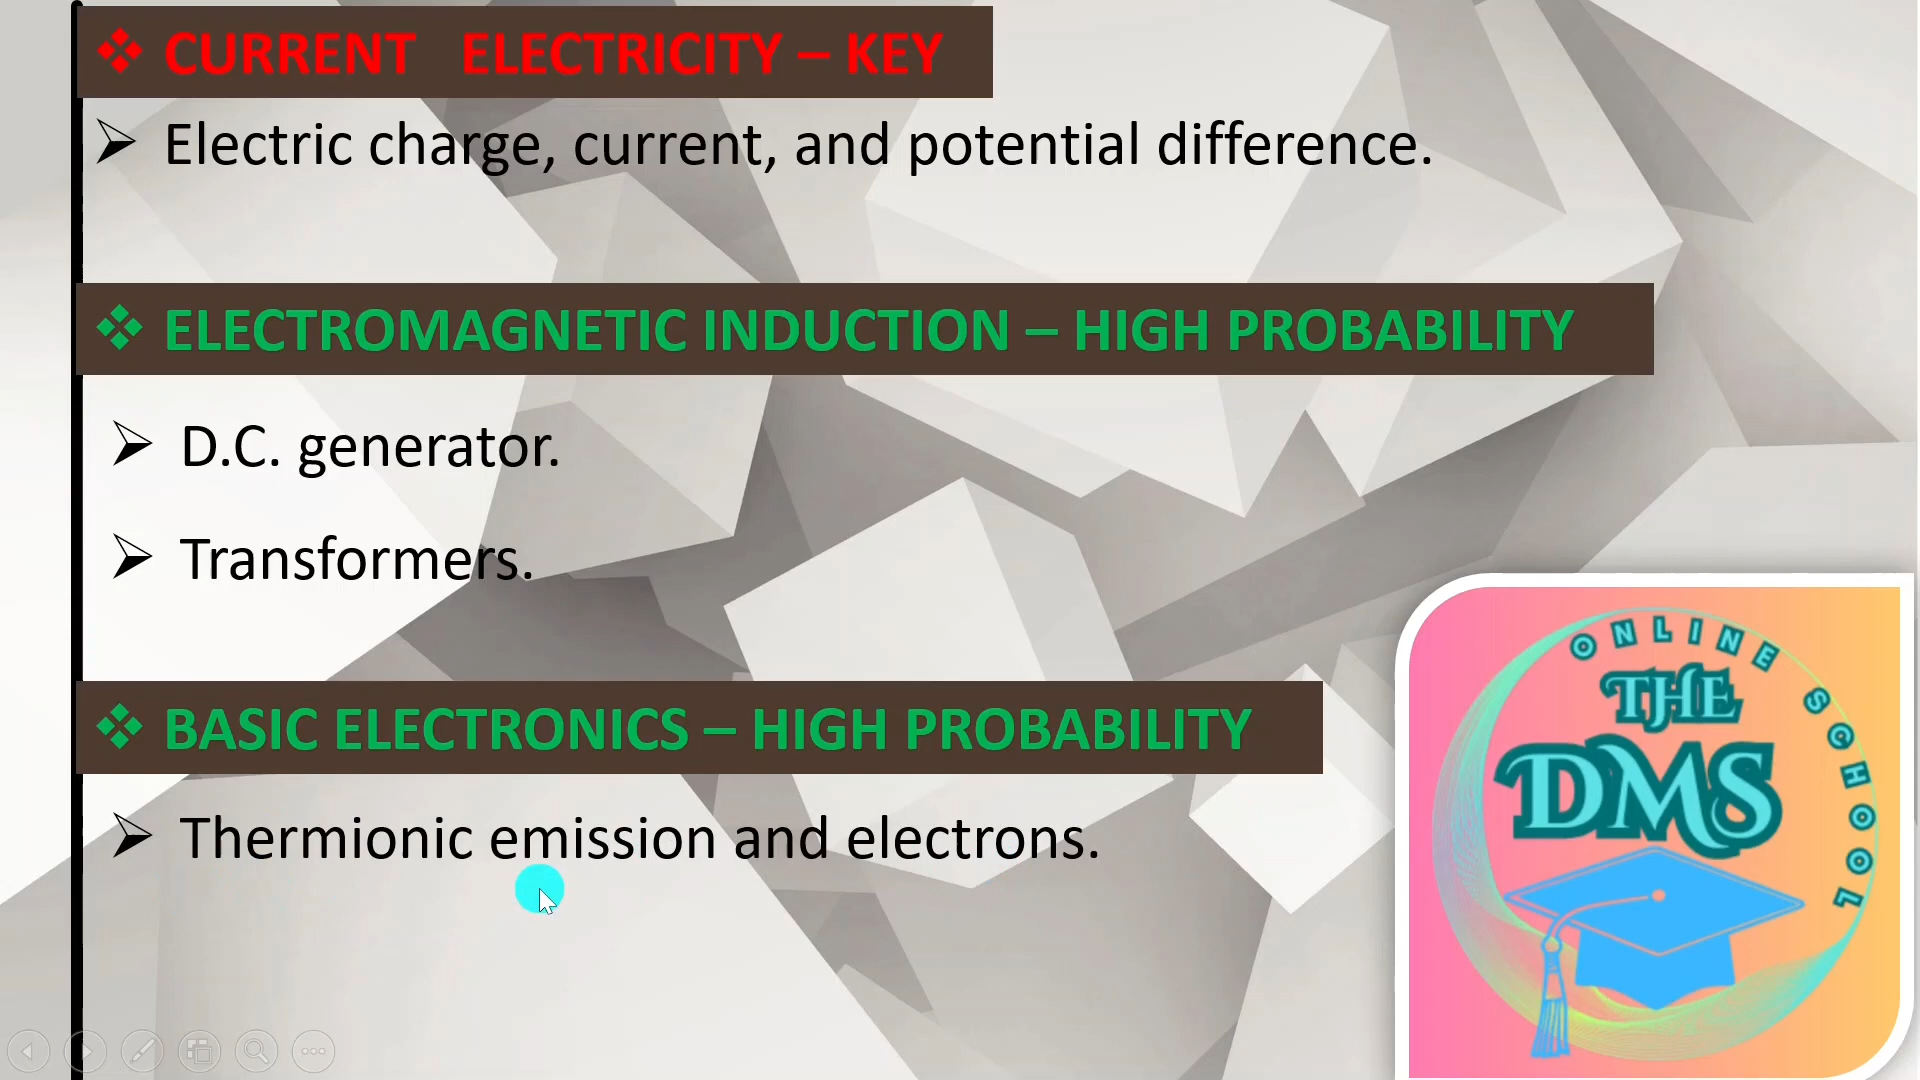 CURRENT ELECTRICITY – KEY
Electric charge, current, and potential difference.
ELECTROMAGNETIC INDUCTION – HIGH PROBABILITY
D.C. generator.
Transformers.
BASIC ELECTRONICS – HIGH PROBABILITY
Thermionic emission and electrons.
ONLINE SCHOOL
THE
DMS